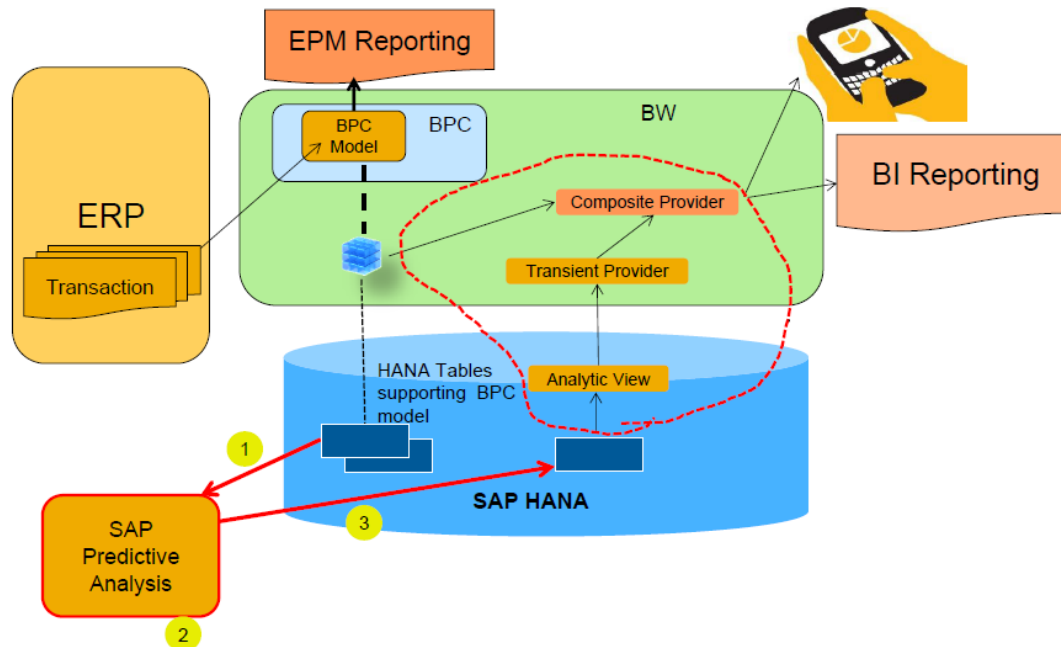 EPM Reporting
BPC
Model
BPC
BW
ERP
Transaction
Composite Provider
BI Reporting
Transient Provider
HANA Tables
supporting BPC
model
Analytic View
1
SAP HANA
3
SAP
Predictive
Analysis
2